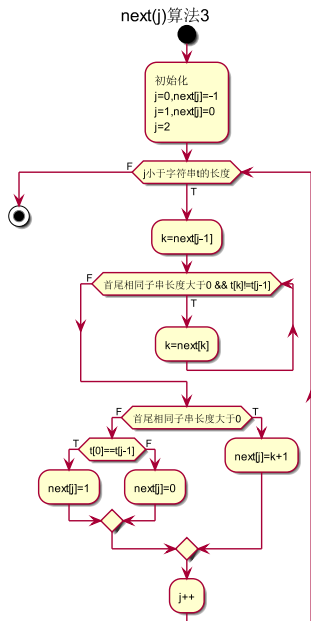 next(j)算法3
初始化
j=0,next[j]=-1
j=1,next[j]=0
j=2
F
j小于字符串t的长度
T
k=next[j-1]
F
首尾相同子串长度大于0 && t[k]!=t[j-1]
T
k=next[k]
F
首尾相同子串长度大于0
T
T
t[0]==t[j-1]
F
next[j]=k+1
next[j]=1
next[j]=0
j++